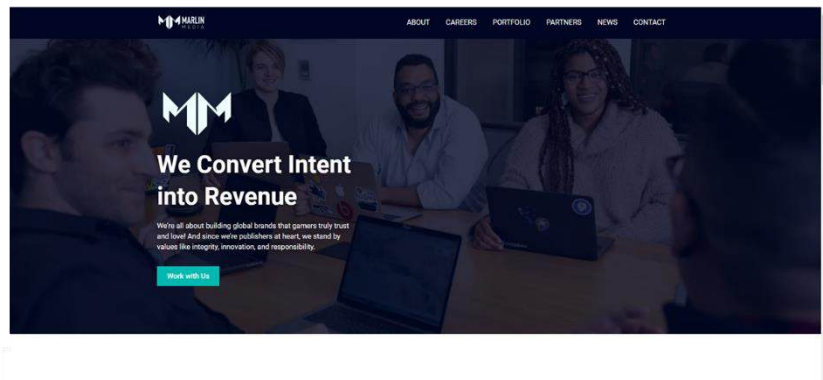 MARLIN
MEDIA
ABOUT CAREERS PORTFOLIO PARTNERS NEWS CONTACT
We Convert Intent
into Revenue
We're all about building global brands that gamers truly trust
and love! And since we're publishers at heart, we stand by
values like integrity, innovation, and responsibility.
Work with Us